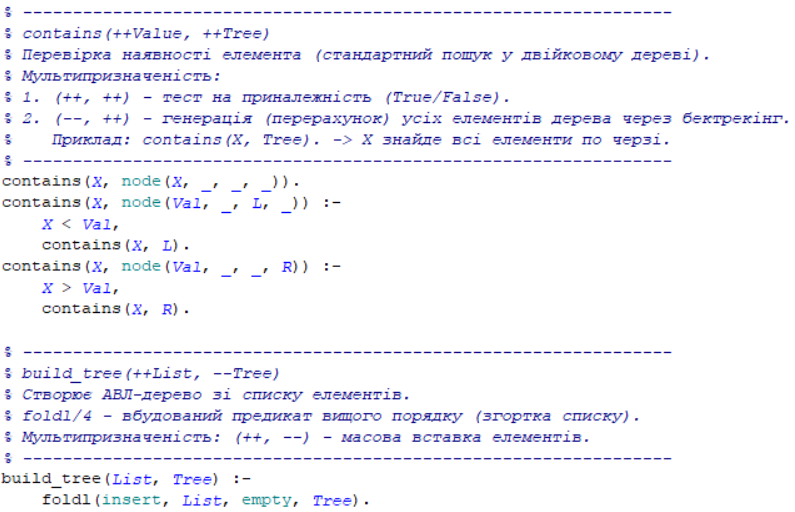 % -----------------------------------------------------------------
% contains(++Value, ++Tree)
% Перевірка наявності елемента (стандартний пошук у двійковому дереві).
% Мультипризначеність:
% 1. (++, ++) - тест на приналежність (True/False).
% 2. (--, ++) - генерація (перерахунок) усіх елементів дерева через бектрекінг.
%    Приклад: contains(X, Tree). -> X знайде всі елементи по черзі.
% -----------------------------------------------------------------
contains(X, node(X, _, _, _)).
contains(X, node(Val, _, L, _)) :-
    X < Val,
    contains(X, L).
contains(X, node(Val, _, _, R)) :-
    X > Val,
    contains(X, R).

% -----------------------------------------------------------------
% build_tree(++List, --Tree)
% Створює АВЛ-дерево зі списку елементів.
% foldl/4 - вбудований предикат вищого порядку (згортка списку).
% Мультипризначеність: (++, --) - масова вставка елементів.
% -----------------------------------------------------------------
build_tree(List, Tree) :-
    foldl(insert, List, empty, Tree).